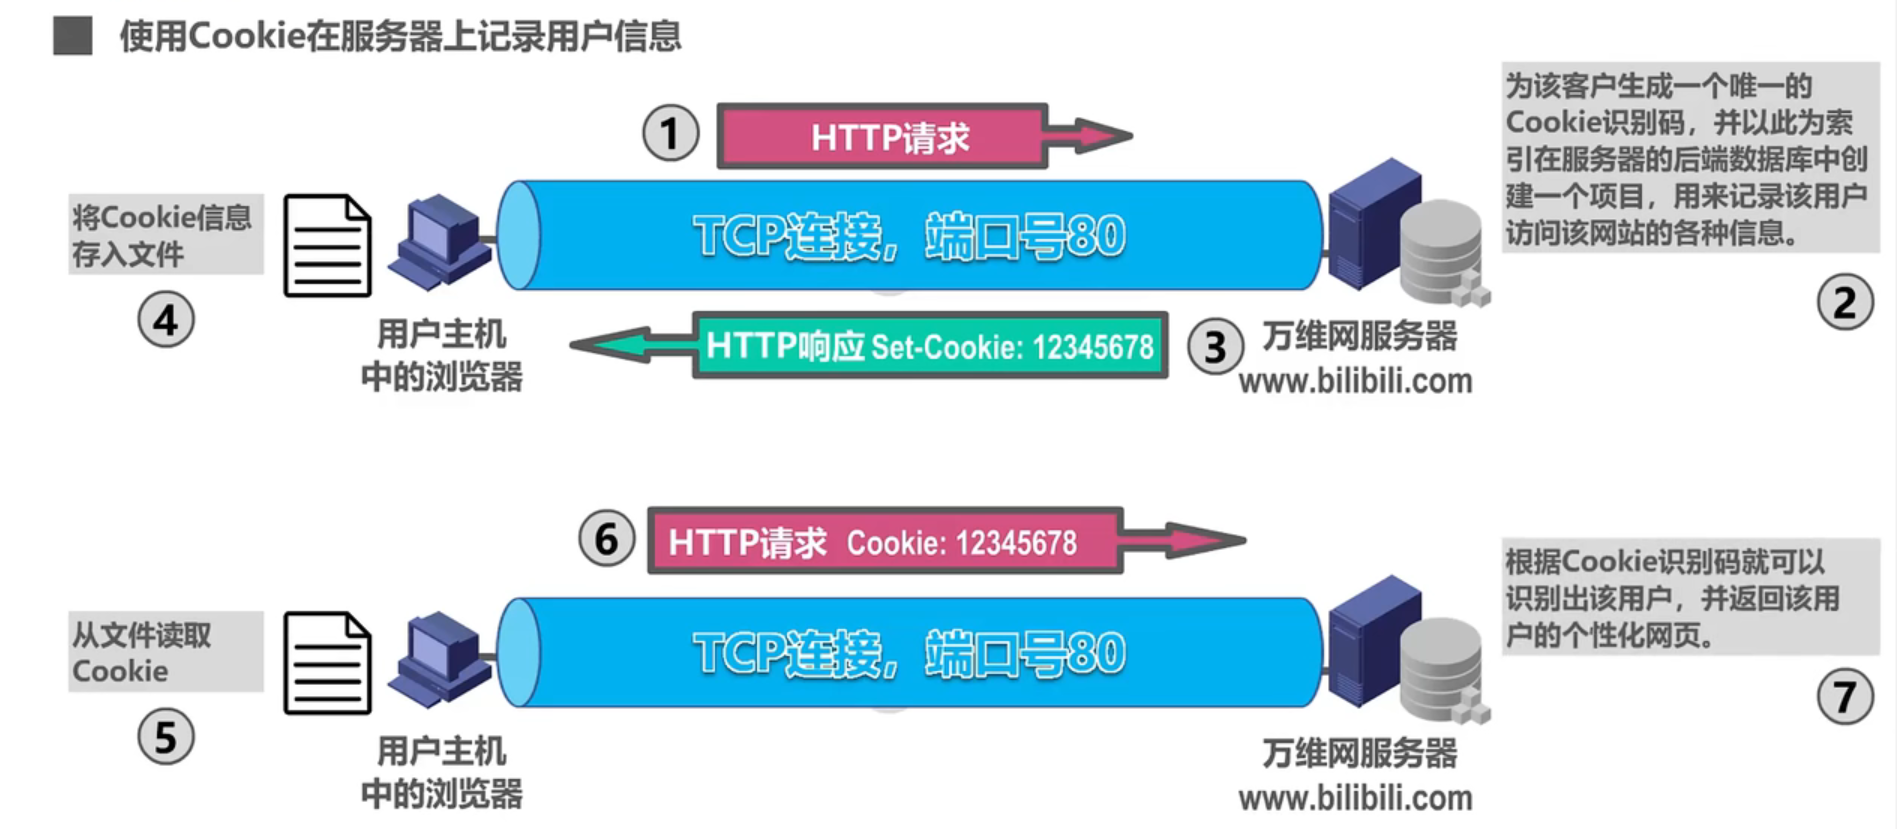 使用Cookie在服务器上记录用户信息
1
HTTP请求
为该客户生成一个唯一的
Cookie识别码，并以此为索
引在服务器的后端数据库中创
建一个项目，用来记录该用户
访问该网站的各种信息。
2
将Cookie信息
存入文件
4
TCP连接，端口号80
用户主机
中的浏览器
HTTP响应 Set-Cookie: 12345678
3
万维网服务器
www.bilibili.com
6
HTTP请求 Cookie: 12345678
根据Cookie识别码就可以
识别出该用户，并返回该用
户的个性化网页。
7
从文件读取
Cookie
5
TCP连接，端口号80
用户主机
中的浏览器
万维网服务器
www.bilibili.com